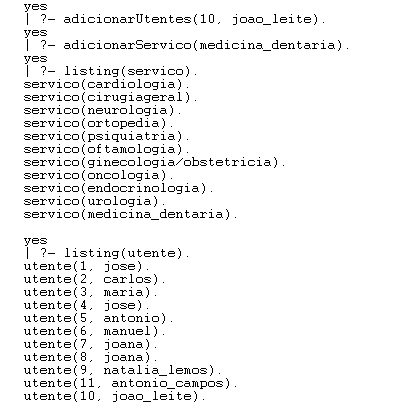 yes
| ?- adicionarUtentes(10, joao_leite).
yes
| ?- adicionarServico(medicina_dentaria).
yes
| ?- listing(servico).
servico(cardiologia).
servico(cirugiageral).
servico(neurologia).
servico(ortopedia).
servico(psiquiatria).
servico(oftamologia).
servico(ginecologia/obstetricia).
servico(oncologia).
servico(endocrinologia).
servico(urologia).
servico(medicina_dentaria).
yes
| ?- listing(utente).
utente(1, jose).
utente(2, carlos).
utente(3, maria).
utente(4, jose).
utente(5, antonio).
utente(6, manuel).
utente(7, joana).
utente(8, joana).
utente(9, natalia_lemos).
utente(11, antonio_campos).
utente(10, joao_leite).